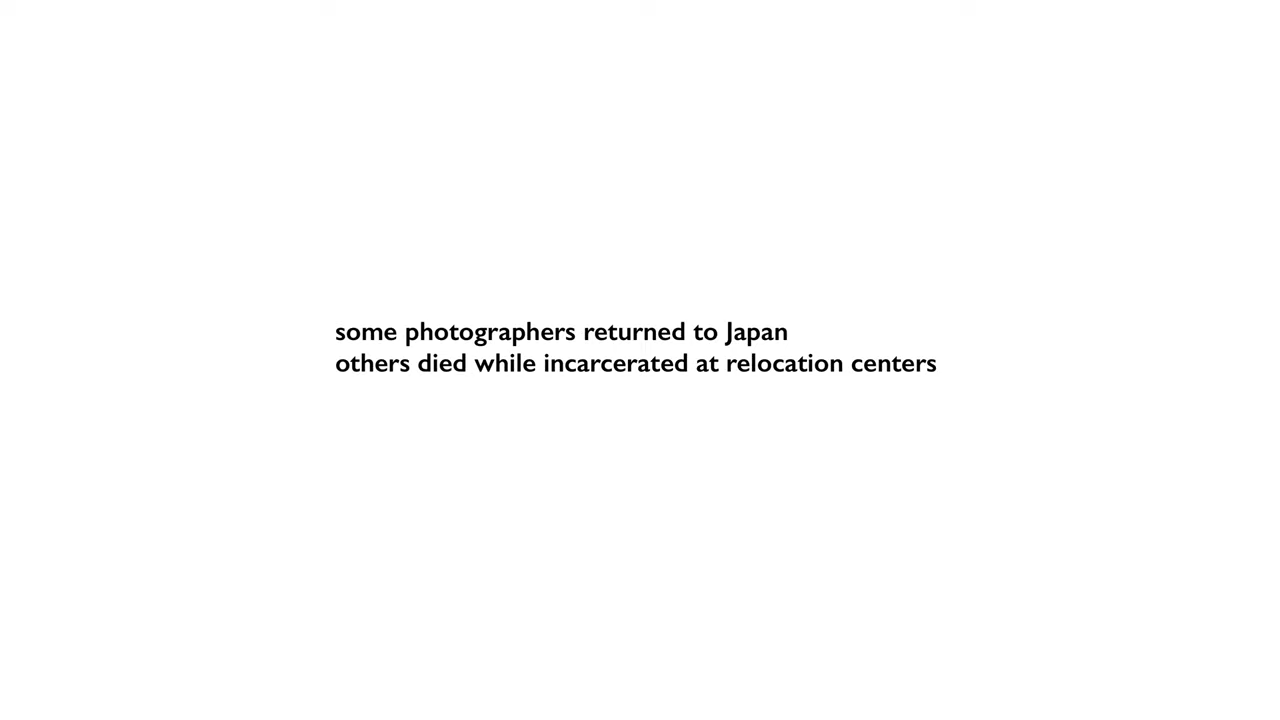 some photographers returned to Japan
others died while incarcerated at relocation centers